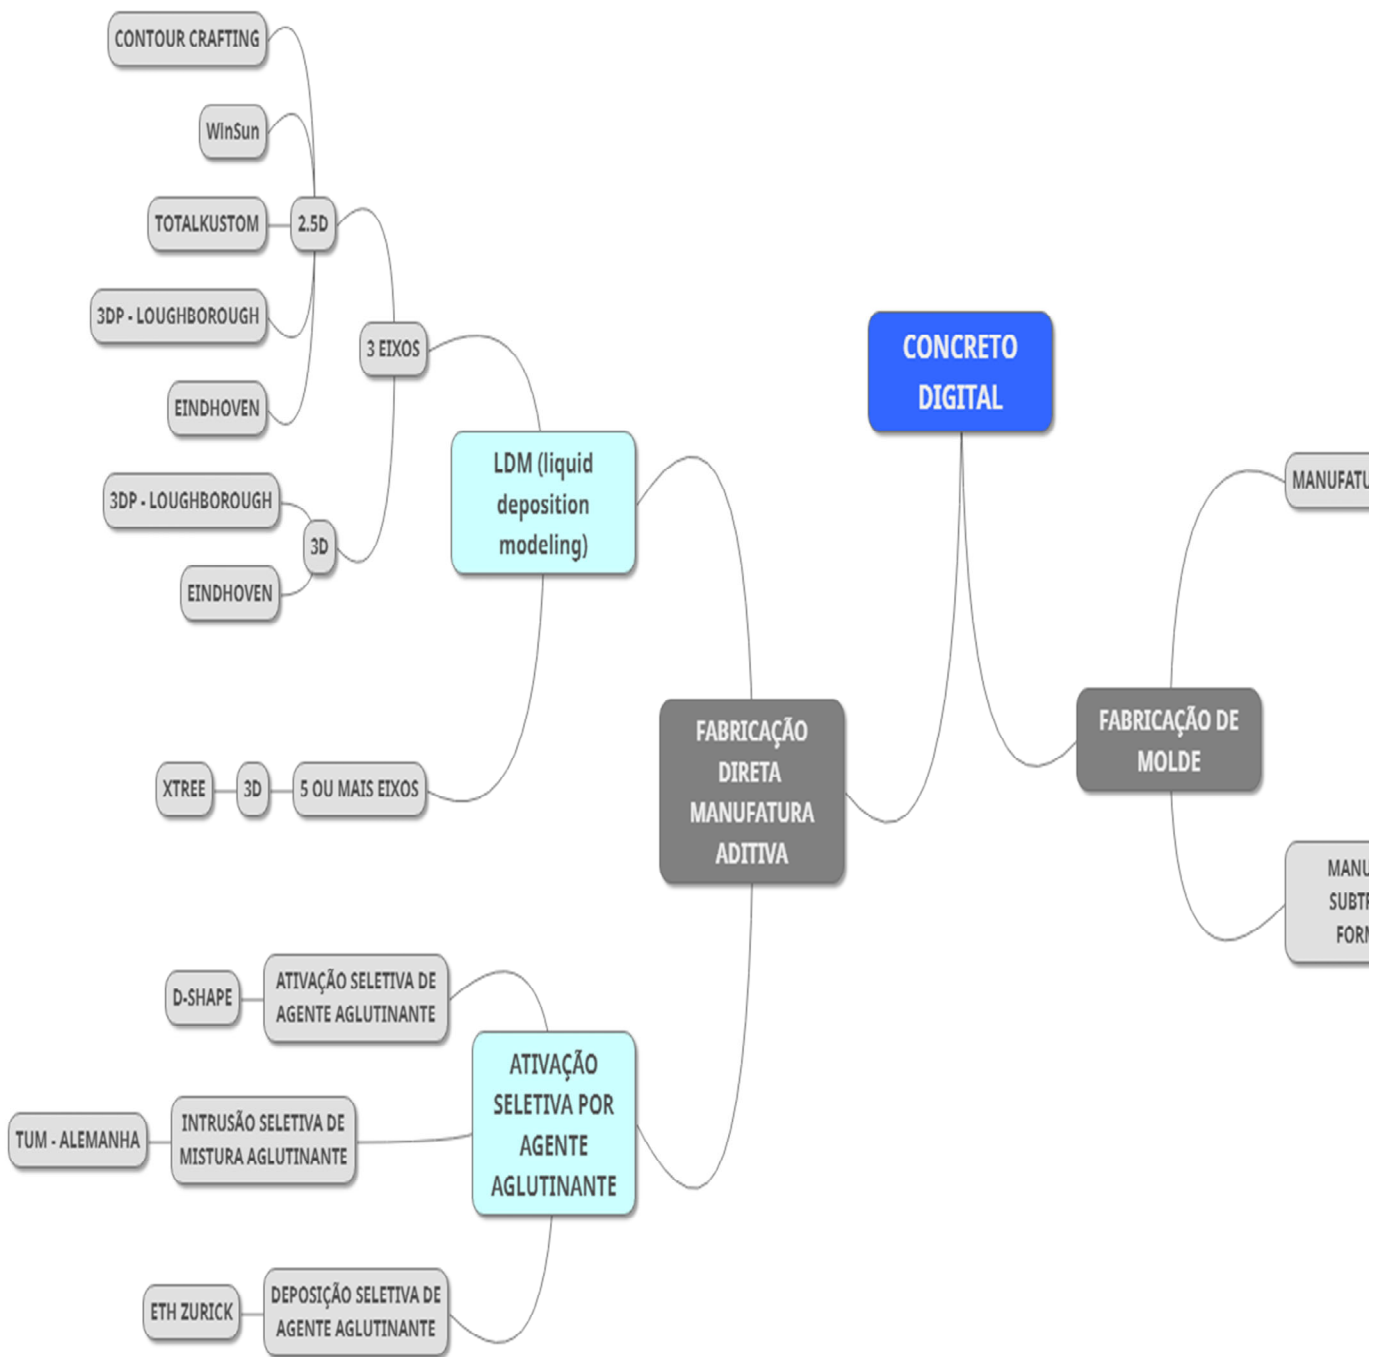 CONTOUR CRAFTING
WinSun
TOTALKUSTOM
2.5D
3DP - LOUGHBOROUGH
3 EIXOS
EINDHOVEN
3DP - LOUGHBOROUGH
3D
EINDHOVEN
LDM (liquid
deposition
modeling)
XTREE
3D
5 OU MAIS EIXOS
CONCRETO
DIGITAL
FABRICAÇÃO
DIRETA
MANUFATURA
ADITIVA
FABRICAÇÃO DE
MOLDE
D-SHAPE
ATIVAÇÃO SELETIVA DE
AGENTE AGLUTINANTE
TUM - ALEMANHA
INTRUSÃO SELETIVA DE
MISTURA AGLUTINANTE
ATIVAÇÃO
SELETIVA POR
AGENTE
AGLUTINANTE
ETH ZURICK
DEPOSIÇÃO SELETIVA DE
AGENTE AGLUTINANTE